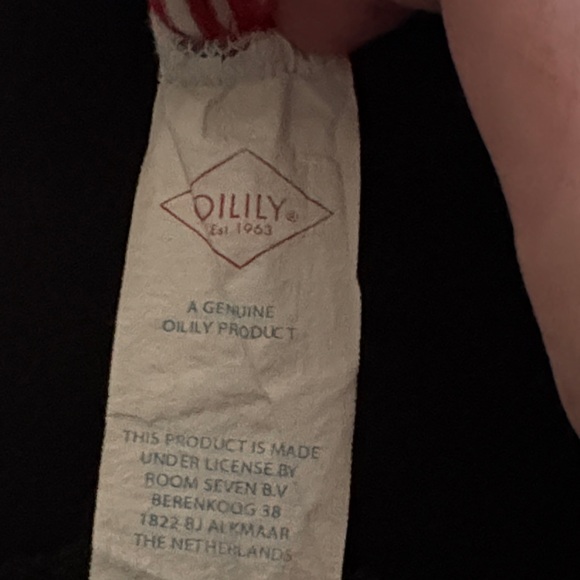 OILILY®
Est. 1963
A GENUINE
OILILY PRODUCT
THIS PRODUCT IS MADE
UNDER LICENSE BY
ROOM SEVEN B.V
BERENKOOG 38
1822 BJ ALKMAAR
THE NETHERLANDS